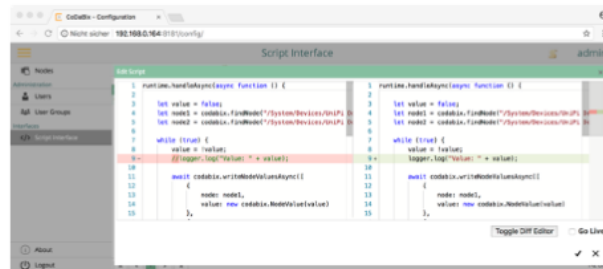 CoDaBix - Configuration
Nicht sicher 192.168.0.164:8181/config/
Script Interface
admin
Nodes
Administration
Users
User Groups
Interfaces
Script Interface
About
Logout
Edit Script
1 runtime.handleAsync(async function () {
2
3 let value = false;
4 let node1 = codabix.findNode("/System/Devices/UniPi
5 let node2 = codabix.findNode("/System/Devices/UniPi
6
7 while (true) {
8 value = !value;
9 - //logger.log("Value: " + value);
10
11 await codabix.writeNodeValuesAsync([
12 {
13 node: node1,
14 value: new codabix.NodeValue(value)
15 },
1 runtime.handleAsync(async function () {
2
3 let value = false;
4 let node1 = codabix.findNode("/System/Devices/UniPi
5 let node2 = codabix.findNode("/System/Devices/UniPi
6
7 while (true) {
8 value = !value;
9 + logger.log("Value: " + value);
10
11 await codabix.writeNodeValuesAsync([
12 {
13 node: node1,
14 value: new codabix.NodeValue(value)
15 },
Toggle Diff Editor
Go Live